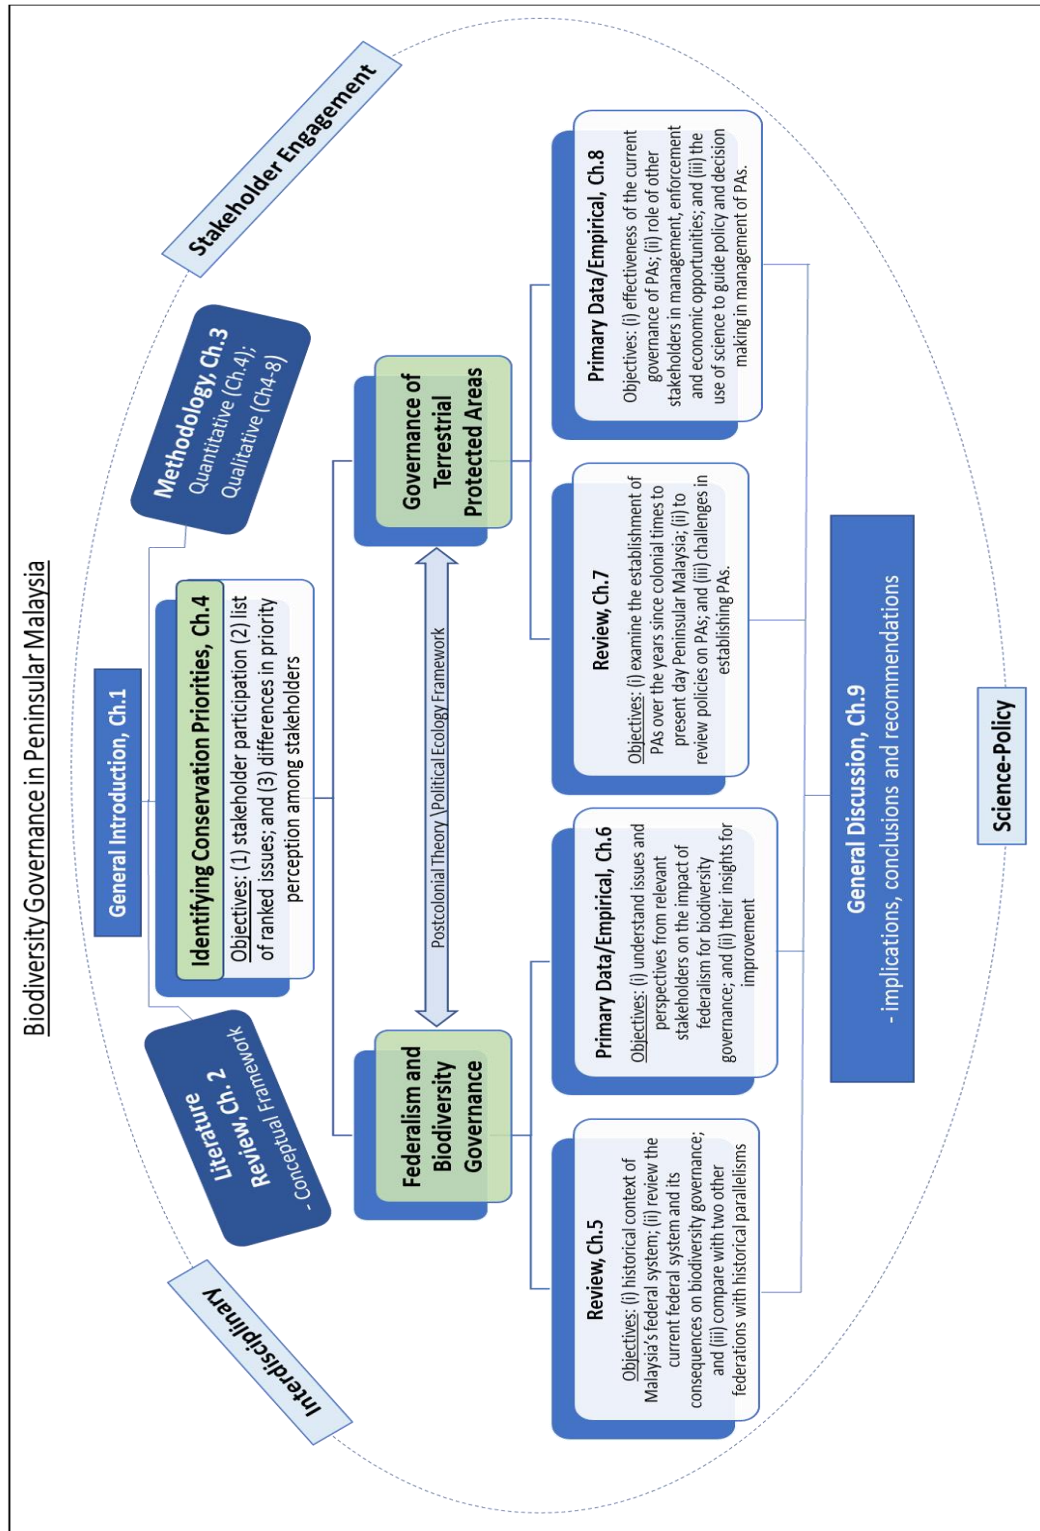 Biodiversity Governance in Peninsular Malaysia
General Introduction, Ch.1
Interdisciplinary
Stakeholder Engagement
Literature
Review, Ch. 2
- Conceptual Framework
Methodology, Ch.3
Quantitative (Ch.4);
Qualitative (Ch4-8)
Identifying Conservation Priorities, Ch.4
Objectives: (1) stakeholder participation (2) list
of ranked issues; and (3) differences in priority
perception among stakeholders
Federalism and
Biodiversity
Governance
Postcolonial Theory \Political Ecology Framework
Governance of
Terrestrial
Protected Areas
Review, Ch.5
Objectives: (i) historical context of
Malaysia's federal system; (ii) review the
current federal system and its
consequences on biodiversity governance;
and (iii) compare with two other
federations with historical parallelisms
Primary Data/Empirical, Ch.6
Objectives: (i) understand issues and
perspectives from relevant
stakeholders on the impact of
federalism for biodiversity
governance; and (ii) their insights for
improvement
Review, Ch.7
Objectives: (i) examine the establishment of
PAs over the years since colonial times to
present day Peninsular Malaysia; (ii) to
review policies on PAs; and (iii) challenges in
establishing PAs.
Primary Data/Empirical, Ch.8
Objectives: (i) effectiveness of the current
governance of PAs; (ii) role of other
stakeholders in management, enforcement
and economic opportunities; and (iii) the
use of science to guide policy and decision
making in management of PAs.
General Discussion, Ch.9
- implications, conclusions and recommendations
Science-Policy